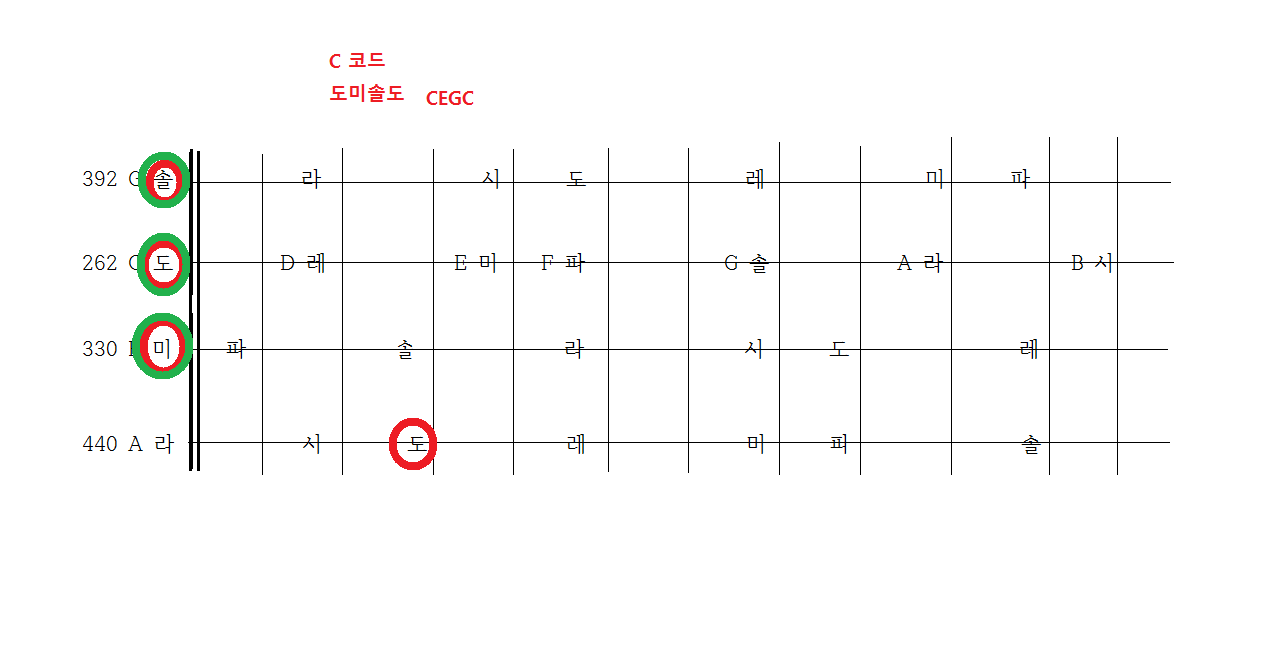 C 코드
도미솔도 CEGC
392 G 솔 라 시 도 레 미 파
262 C 도 D 레 E 미 F 파 G 솔 A 라 B 시
330 E 미 파 솔 라 시 도 레
440 A 라 시 도 레 미 피 솔